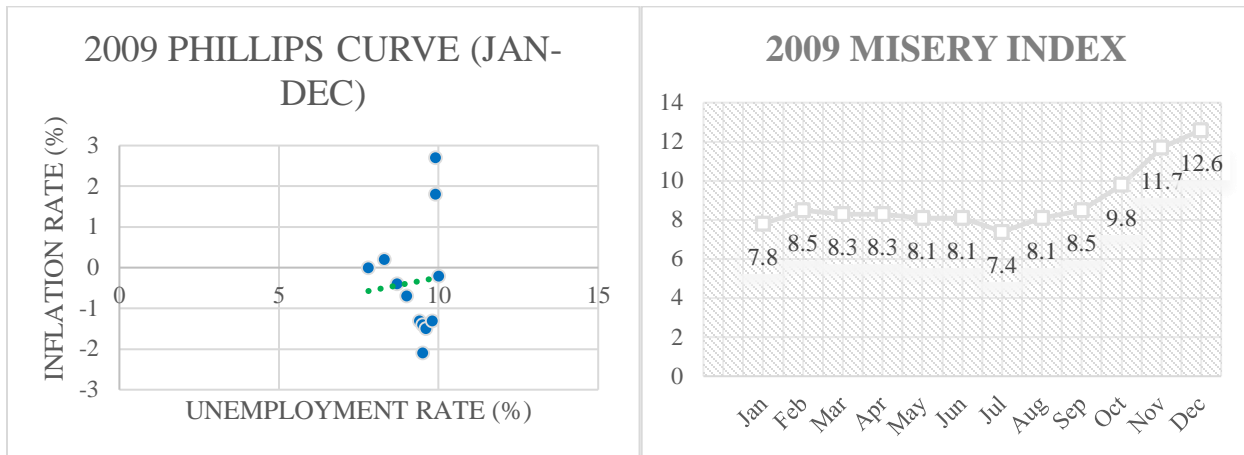 2009 PHILLIPS CURVE (JAN-
DEC)
INFLATION RATE (%)
3
2
1
0
-1
-2
-3
0
5
10
15
UNEMPLOYMENT RATE (%)
2009 MISERY INDEX
14
12
10
8
6
4
2
0
7.8
8.5
8.3
8.3
8.1
8.1
7.4
8.1
8.5
9.8
11.7
12.6
Jan
Feb
Mar
Apr
May
Jun
Jul
Aug
Sep
Oct
Nov
Dec